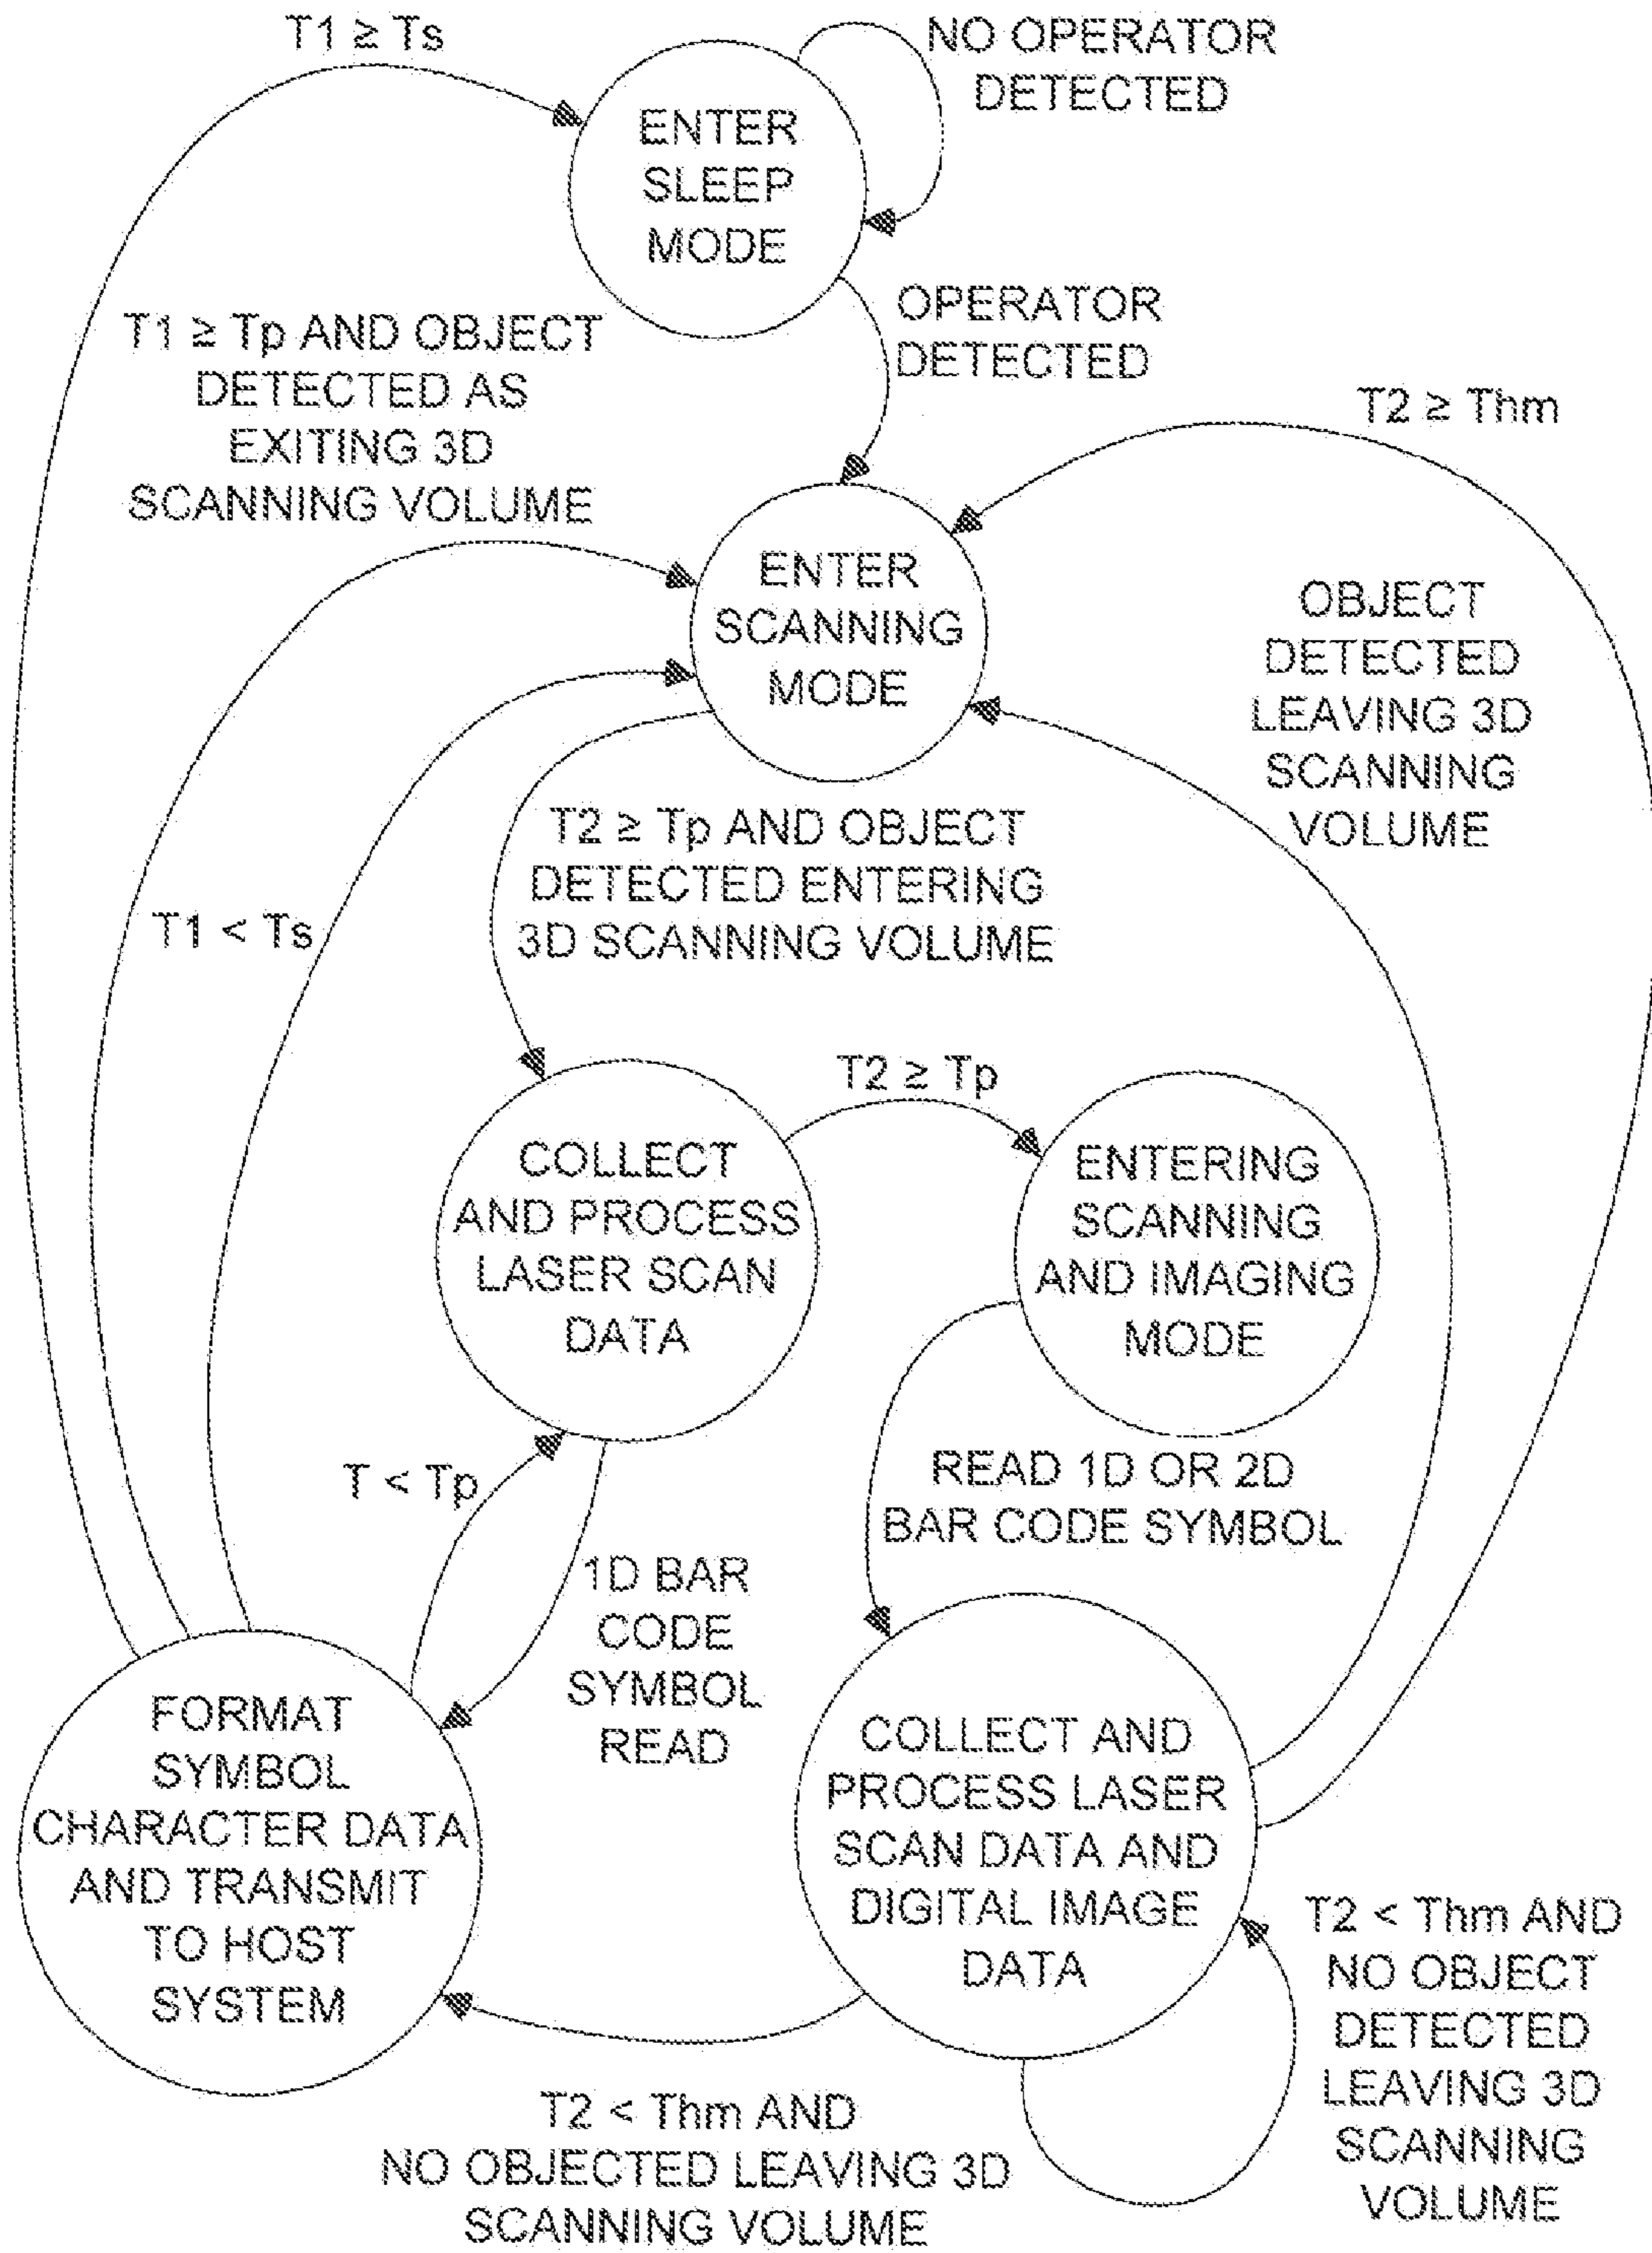 T1 ≥ Ts
NO OPERATOR
DETECTED
ENTER
SLEEP
MODE
OPERATOR
DETECTED
T1 ≥ Tp AND OBJECT
DETECTED AS
EXITING 3D
SCANNING VOLUME
T2 ≥ Thm
ENTER
SCANNING
MODE
OBJECT
DETECTED
LEAVING 3D
SCANNING
VOLUME
T2 ≥ Tp AND OBJECT
DETECTED ENTERING
3D SCANNING VOLUME
T1 < Ts
T2 ≥ Tp
COLLECT
AND PROCESS
LASER SCAN
DATA
ENTERING
SCANNING
AND IMAGING
MODE
T < Tp
READ 1D OR 2D
BAR CODE SYMBOL
1D BAR
CODE
SYMBOL
READ
FORMAT
SYMBOL
CHARACTER DATA
AND TRANSMIT
TO HOST
SYSTEM
COLLECT AND
PROCESS LASER
SCAN DATA AND
DIGITAL IMAGE
DATA
T2 < Thm AND
NO OBJECT
DETECTED
LEAVING 3D
SCANNING
VOLUME
T2 < Thm AND
NO OBJECTED LEAVING 3D
SCANNING VOLUME